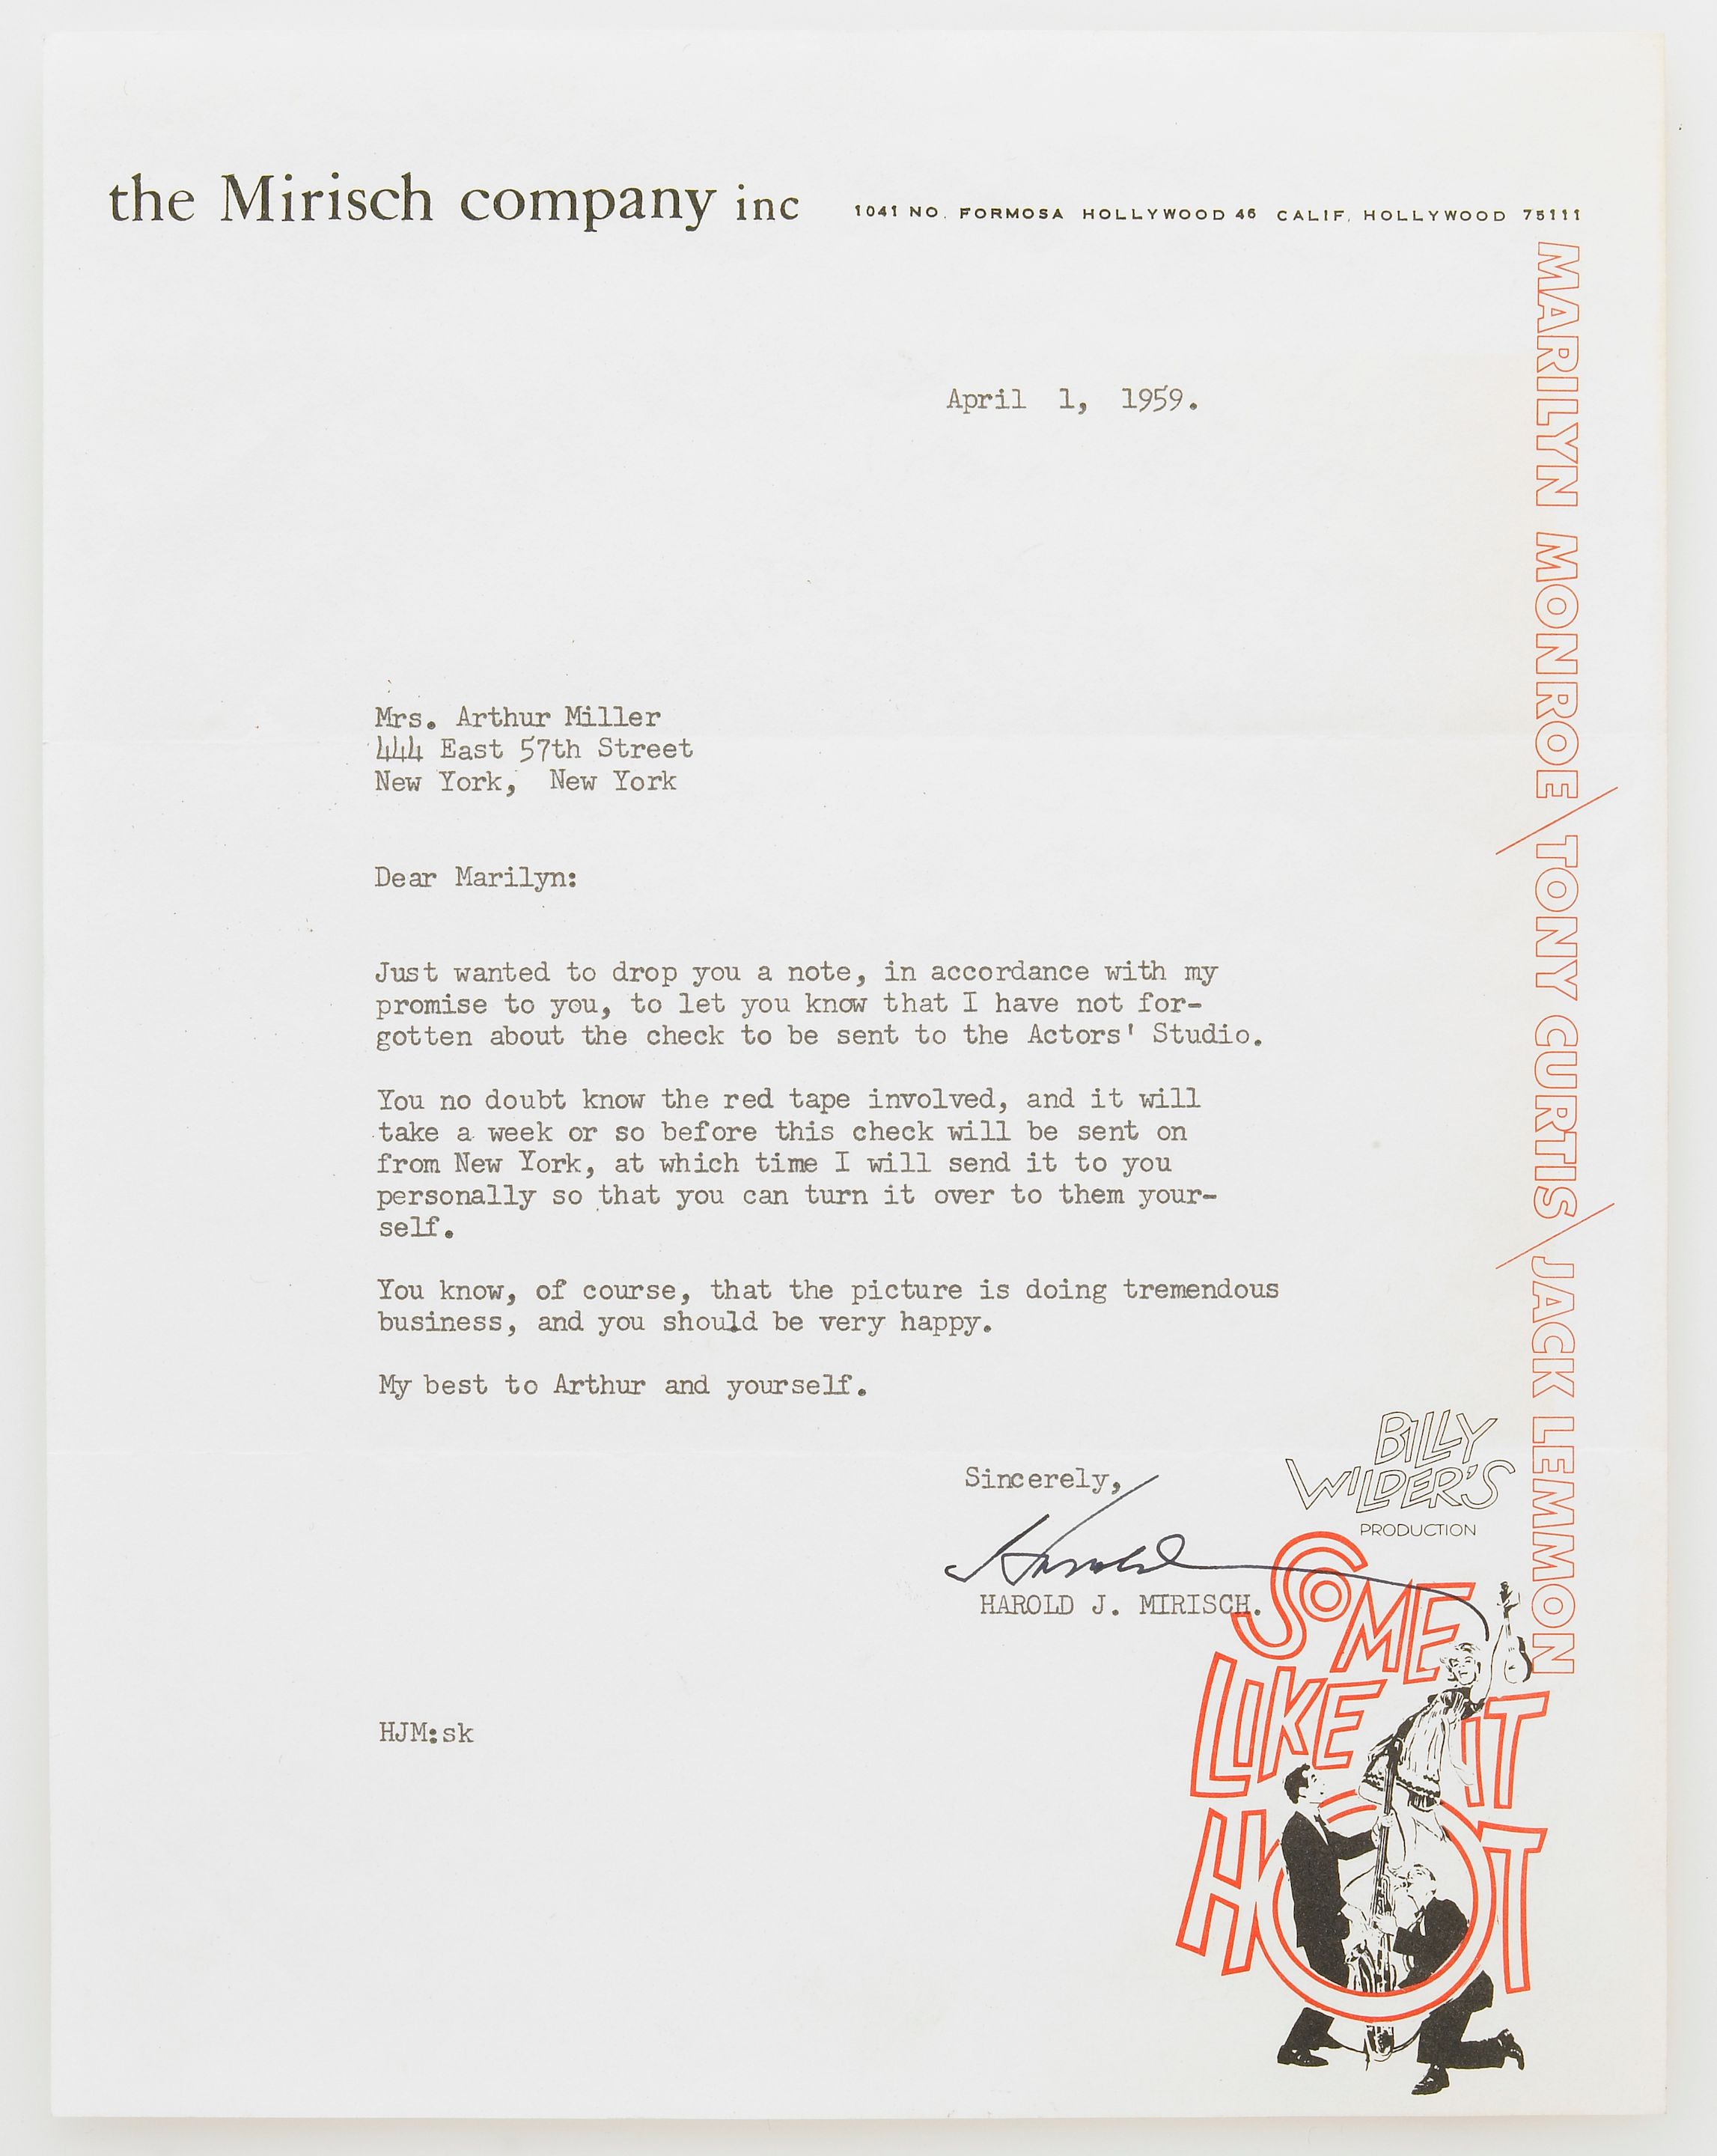 the Mirisch company inc 1041 NO. FORMOSA HOLLYWOOD 46 CALIF. HOLLYWOOD 75111
MARILYN MONROE / TONY CURTIS / JACK LEMMON
April 1, 1959.
Mrs. Arthur Miller
444 East 57th Street
New York, New York
Dear Marilyn:
Just wanted to drop you a note, in accordance with my
promise to you, to let you know that I have not for-
gotten about the check to be sent to the Actors' Studio.
You no doubt know the red tape involved, and it will
take a week or so before this check will be sent on
from New York, at which time I will send it to you
personally so that you can turn it over to them your-
self.
You know, of course, that the picture is doing tremendous
business, and you should be very happy.
My best to Arthur and yourself.
Sincerely,
Harold
HAROLD J. MIRISCH.
HJM:sk
BILLY
WILDER'S
PRODUCTION
SOME
LIKE IT
HOT